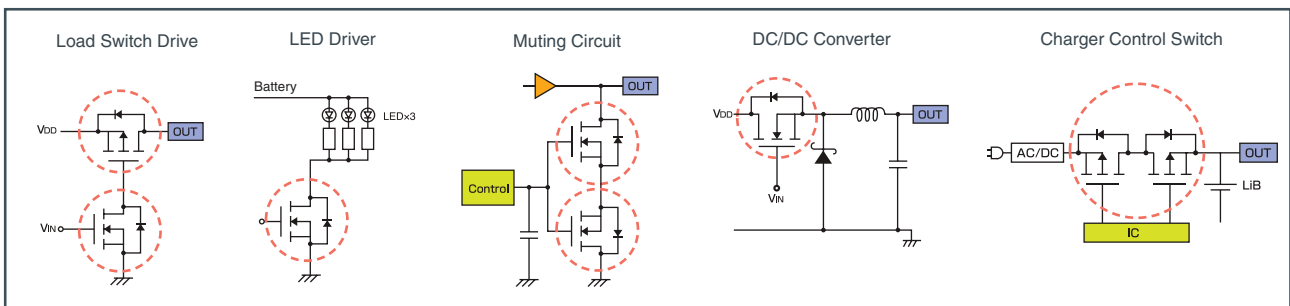 Load Switch Drive
VDD
OUT
VIN
LED Driver
Battery
LED×3
Muting Circuit
OUT
Control
DC/DC Converter
VDD
OUT
VIN
Charger Control Switch
AC/DC
OUT
LiB
IC